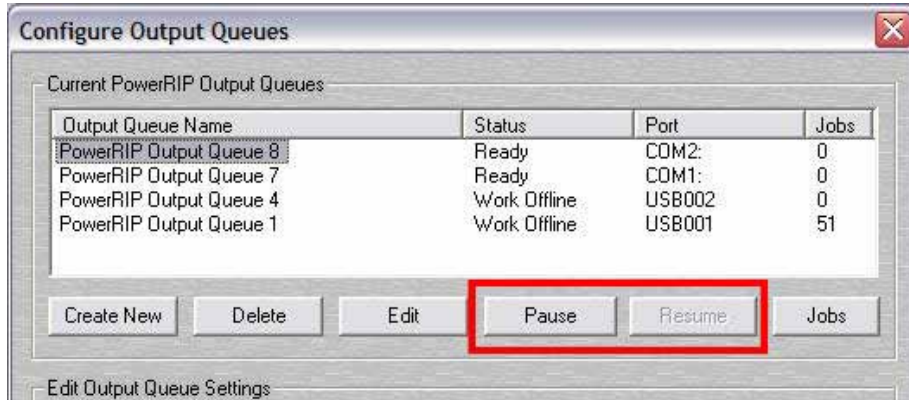 Configure Output Queues
Current PowerRIP Output Queues
Output Queue Name Status Port Jobs
PowerRIP Output Queue 8 Ready COM2: 0
PowerRIP Output Queue 7 Ready COM1: 0
PowerRIP Output Queue 4 Work Offline USB002 0
PowerRIP Output Queue 1 Work Offline USB001 51
Create New Delete Edit Pause Resume Jobs
Edit Output Queue Settings